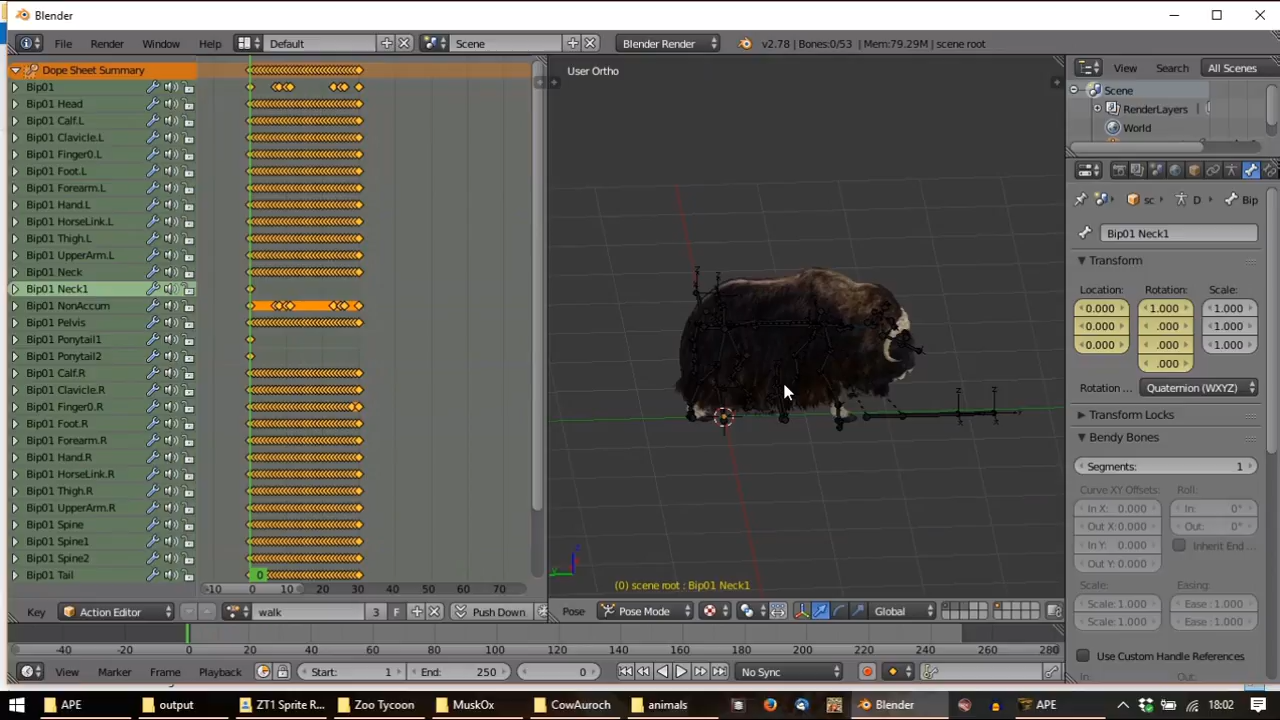 Blender
File Render Window Help Default Scene Blender Render v2.78 | Bones:0/53 | Mem:79.29M | scene root
Dope Sheet Summary
Bip01
Bip01 Head
Bip01 Calf.L
Bip01 Clavicle.L
Bip01 Finger0.L
Bip01 Foot.L
Bip01 Forearm.L
Bip01 Hand.L
Bip01 HorseLink.L
Bip01 Thigh.L
Bip01 UpperArm.L
Bip01 Neck
Bip01 Neck1
Bip01 NonAccum
Bip01 Pelvis
Bip01 Ponytail1
Bip01 Ponytail2
Bip01 Calf.R
Bip01 Clavicle.R
Bip01 Finger0.R
Bip01 Foot.R
Bip01 Forearm.R
Bip01 Hand.R
Bip01 HorseLink.R
Bip01 Thigh.R
Bip01 UpperArm.R
Bip01 Spine
Bip01 Spine1
Bip01 Spine2
Bip01 Tail
0
-10 0 10 20 30 40 50 60 70
Key Action Editor walk 3 F Push Down
User Ortho
z z z z
(0) scene root : Bip01 Neck1
Pose Pose Mode Global
View Search All Scenes
Scene
RenderLayers
World
sc D Bip
Bip01 Neck1
Transform
Location: Rotation: Scale:
0.000 1.000 1.000
0.000 .000 1.000
0.000 .000 1.000
.000
Rotation ... Quaternion (WXYZ)
Transform Locks
Bendy Bones
Segments: 1
Curve XY Offsets: Roll:
In X: 0.000 In: 0°
Out X:0.000 Out: 0°
In Y: 0.000 Inherit End ...
Out Y: 0.000
Scale: Easing:
Scale:1.000 Ease :1.000
Scale:1.000 Ease :1.000
Use Custom Handle References
-40 -20 0 20 40 60 80 100 120 140 160 180 200 220 240 260 280
View Marker Frame Playback Start: 1 End: 250 0 No Sync
APE output ZT1 Sprite R... Zoo Tycoon MuskOx CowAuroch animals Blender APE 18:02